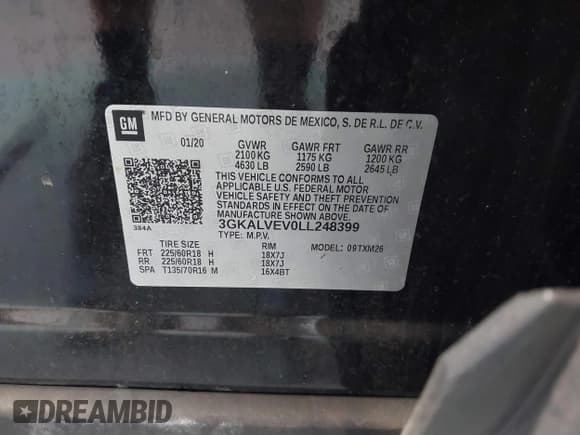 GM
MFD BY GENERAL MOTORS DE MEXICO, S. DE R.L. DE C.V.
01/20 GVWR GAWR FRT GAWR RR
2100 KG 1175 KG 1200 KG
4630 LB 2590 LB 2645 LB
THIS VEHICLE CONFORMS TO ALL
APPLICABLE U.S. FEDERAL MOTOR
VEHICLE SAFETY AND THEFT PREVENTION
STANDARDS IN EFFECT ON THE DATE OF
MANUFACTURE SHOWN ABOVE.
384A 3GKALVEV0LL248399
TYPE: M.P.V. MODEL: 09TXM26
RIM
FRT 225/60R18 H 18X7J
RR 225/60R18 H 18X7J
SPA T135/70R16 M 16X4BT
DREAMBID